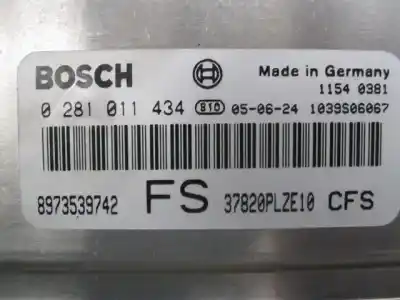 BOSCH Made in Germany
1154 0381
0 281 011 434 810 05-06-24 1039S06067
8973539742 FS 37820PLZE10 CFS